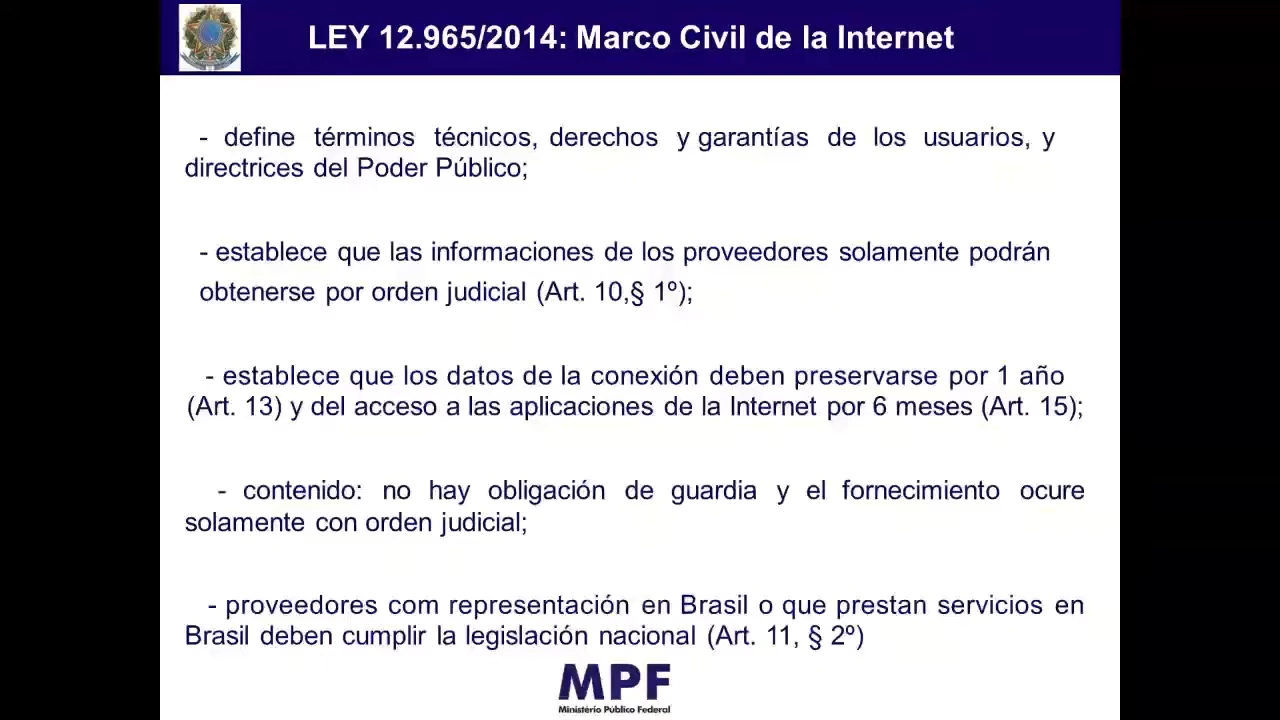 LEY 12.965/2014: Marco Civil de la Internet
- define términos técnicos, derechos y garantías de los usuarios, y
directrices del Poder Público;
- establece que las informaciones de los proveedores solamente podrán
obtenerse por orden judicial (Art. 10,§ 1º);
- establece que los datos de la conexión deben preservarse por 1 año
(Art. 13) y del acceso a las aplicaciones de la Internet por 6 meses (Art. 15);
- contenido: no hay obligación de guardia y el fornecimiento ocure
solamente con orden judicial;
- proveedores com representación en Brasil o que prestan servicios en
Brasil deben cumplir la legislación nacional (Art. 11, § 2º)
MPF
Ministério Público Federal